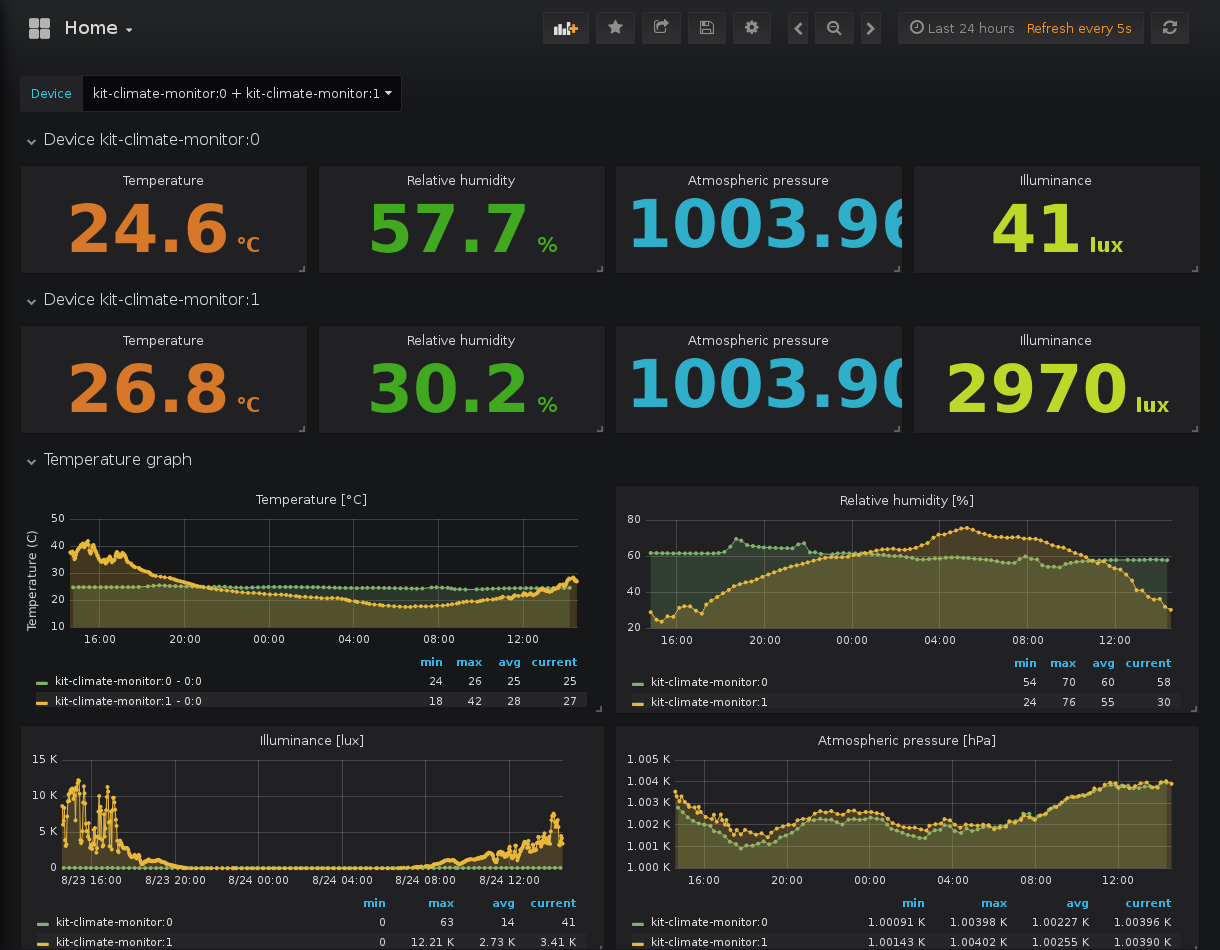 Home
Last 24 hours Refresh every 5s
Device kit-climate-monitor:0 + kit-climate-monitor:1
Device kit-climate-monitor:0
Temperature Relative humidity Atmospheric pressure Illuminance
24.6 °C 57.7 % 1003.96 41 lux
Device kit-climate-monitor:1
Temperature Relative humidity Atmospheric pressure Illuminance
26.8 °C 30.2 % 1003.90 2970 lux
Temperature graph
Temperature [°C]
Temperature (C)
50
40
30
20
10
16:00 20:00 00:00 04:00 08:00 12:00
min max avg current
kit-climate-monitor:0 - 0:0 24 26 25 25
kit-climate-monitor:1 - 0:0 18 42 28 27
Relative humidity [%]
80
60
40
20
16:00 20:00 00:00 04:00 08:00 12:00
min max avg current
kit-climate-monitor:0 54 70 60 58
kit-climate-monitor:1 24 76 55 30
Illuminance [lux]
15 K
10 K
5 K
0
8/23 16:00 8/23 20:00 8/24 00:00 8/24 04:00 8/24 08:00 8/24 12:00
min max avg current
kit-climate-monitor:0 0 63 14 41
kit-climate-monitor:1 0 12.21 K 2.73 K 3.41 K
Atmospheric pressure [hPa]
1.005 K
1.004 K
1.003 K
1.002 K
1.001 K
1.000 K
16:00 20:00 00:00 04:00 08:00 12:00
min max avg current
kit-climate-monitor:0 1.00091 K 1.00398 K 1.00227 K 1.00396 K
kit-climate-monitor:1 1.00143 K 1.00402 K 1.00255 K 1.00390 K